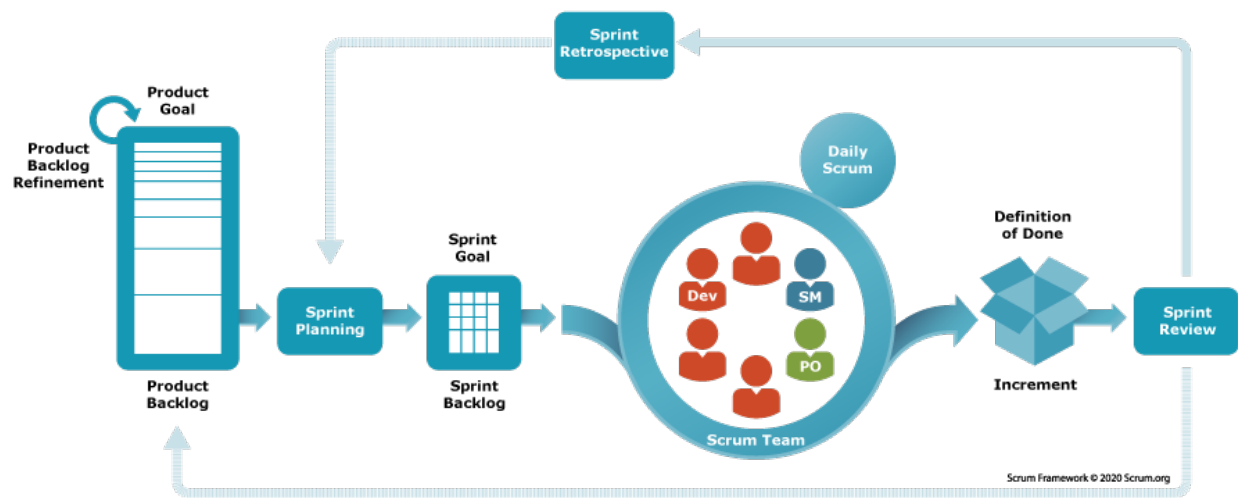 Sprint
Retrospective
Product
Goal
Product
Backlog
Refinement
Daily
Scrum
Definition
of Done
Sprint
Goal
Dev
SM
Sprint
Planning
Sprint
Review
PO
Product
Backlog
Sprint
Backlog
Increment
Scrum Team
Scrum Framework © 2020 Scrum.org